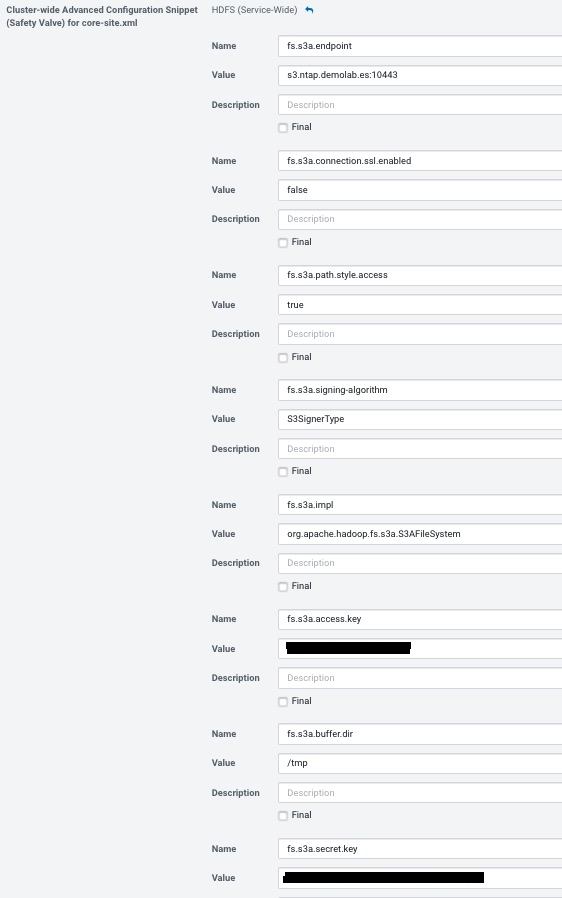 Cluster-wide Advanced Configuration Snippet
(Safety Valve) for core-site.xml
HDFS (Service-Wide)
Name fs.s3a.endpoint
Value s3.ntap.demolab.es:10443
Description Description
Final
Name fs.s3a.connection.ssl.enabled
Value false
Description Description
Final
Name fs.s3a.path.style.access
Value true
Description Description
Final
Name fs.s3a.signing-algorithm
Value S3SignerType
Description Description
Final
Name fs.s3a.impl
Value org.apache.hadoop.fs.s3a.S3AFileSystem
Description Description
Final
Name fs.s3a.access.key
Value
Description Description
Final
Name fs.s3a.buffer.dir
Value /tmp
Description Description
Final
Name fs.s3a.secret.key
Value